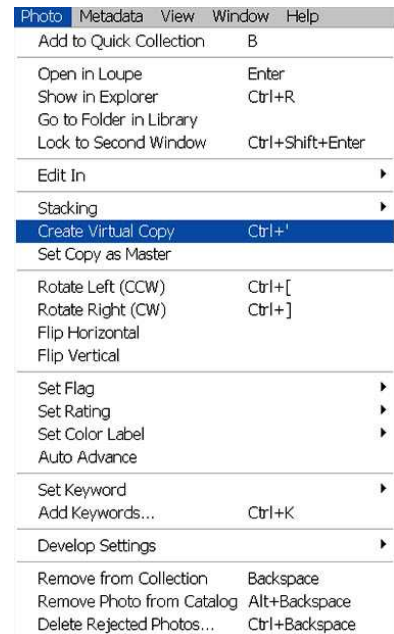 Photo Metadata View Window Help
Add to Quick Collection B
Open in Loupe Enter
Show in Explorer Ctrl+R
Go to Folder in Library
Lock to Second Window Ctrl+Shift+Enter
Edit In
Stacking
Create Virtual Copy Ctrl+'
Set Copy as Master
Rotate Left (CCW) Ctrl+[
Rotate Right (CW) Ctrl+]
Flip Horizontal
Flip Vertical
Set Flag
Set Rating
Set Color Label
Auto Advance
Set Keyword
Add Keywords... Ctrl+K
Develop Settings
Remove from Collection Backspace
Remove Photo from Catalog Alt+Backspace
Delete Rejected Photos... Ctrl+Backspace